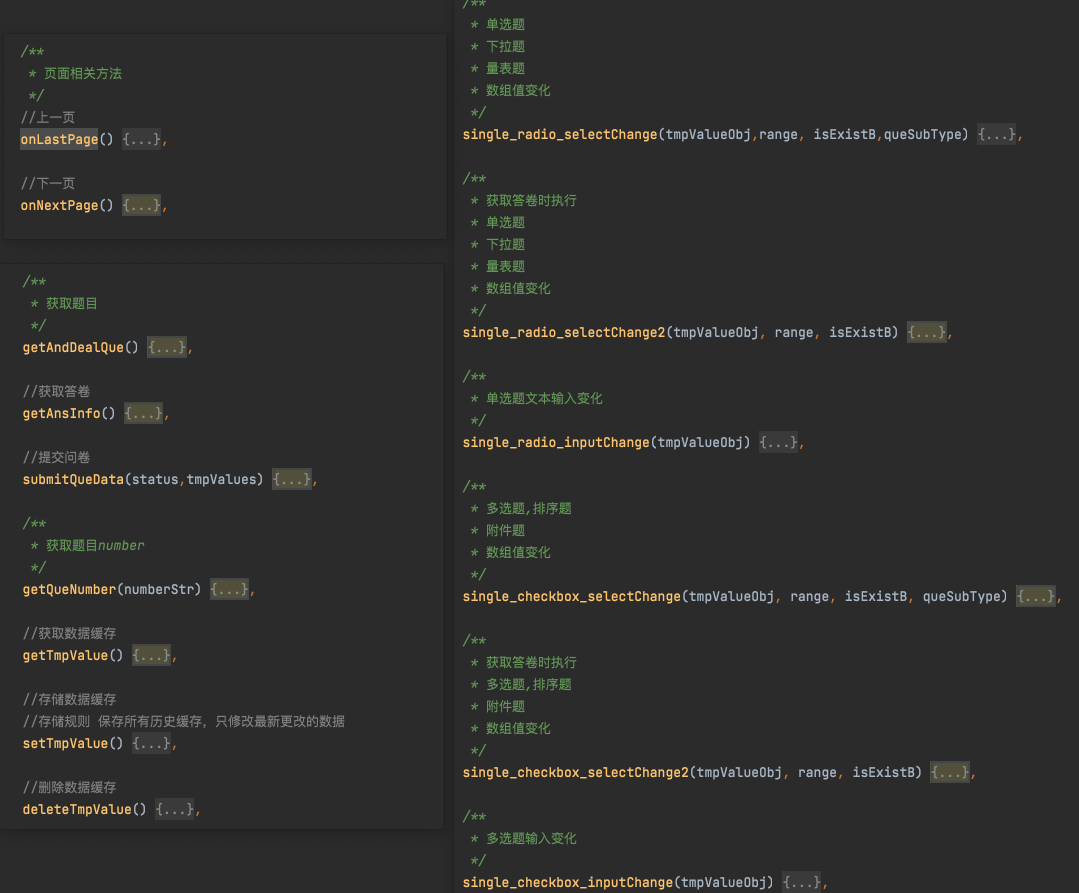 /**
 * 页面相关方法
 */
//上一页
onLastPage() {...},
//下一页
onNextPage() {...},
/**
 * 获取题目
 */
getAndDealQue() {...},
//获取答卷
getAnsInfo() {...},
//提交问卷
submitQueData(status,tmpValues) {...},
/**
 * 获取题目number
 */
getQueNumber(numberStr) {...},
//获取数据缓存
getTmpValue() {...},
//存储数据缓存
//存储规则 保存所有历史缓存，只修改最新更改的数据
setTmpValue() {...},
//删除数据缓存
deleteTmpValue() {...},
/**
 * 单选题
 * 下拉题
 * 量表题
 * 数组值变化
 */
single_radio_selectChange(tmpValueObj,range, isExistB,queSubType) {...},
/**
 * 获取答卷时执行
 * 单选题
 * 下拉题
 * 量表题
 * 数组值变化
 */
single_radio_selectChange2(tmpValueObj, range, isExistB) {...},
/**
 * 单选题文本输入变化
 */
single_radio_inputChange(tmpValueObj) {...},
/**
 * 多选题,排序题
 * 附件题
 * 数组值变化
 */
single_checkbox_selectChange(tmpValueObj, range, isExistB, queSubType) {...},
/**
 * 获取答卷时执行
 * 多选题,排序题
 * 附件题
 * 数组值变化
 */
single_checkbox_selectChange2(tmpValueObj, range, isExistB) {...},
/**
 * 多选题输入变化
 */
single_checkbox_inputChange(tmpValueObj) {...},